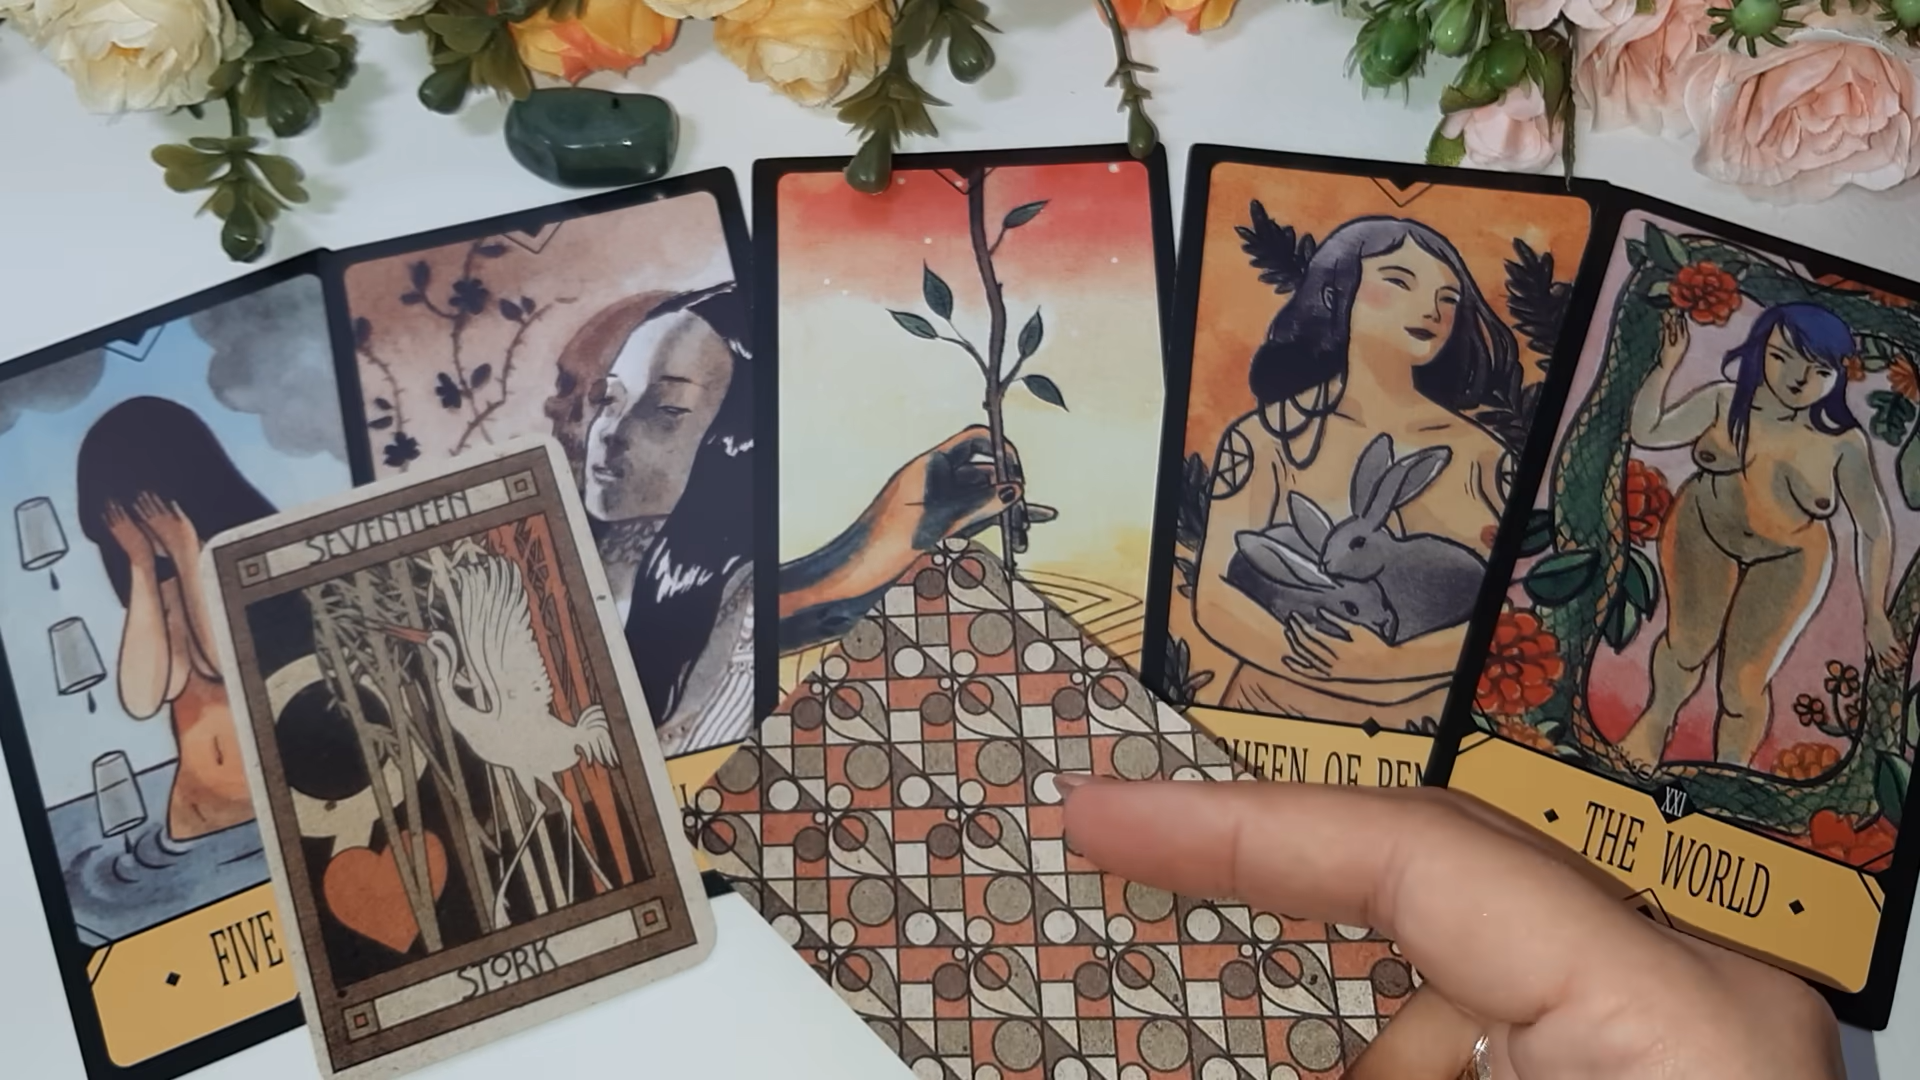 FIVE
SEVENTEEN
STORK
QUEEN OF PEN
XXI
THE WORLD